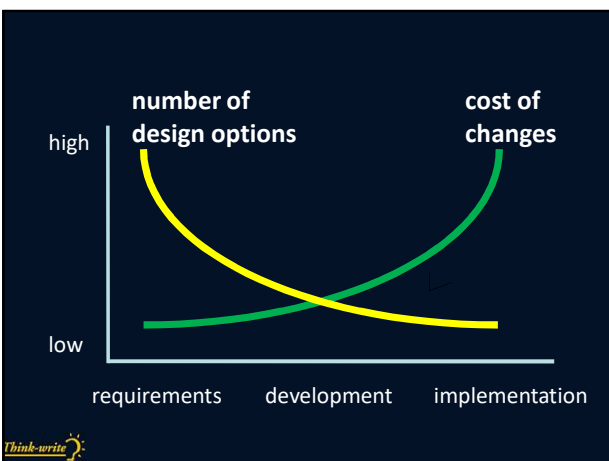 number of
design options
cost of
changes
high
low
requirements development implementation
Think-write